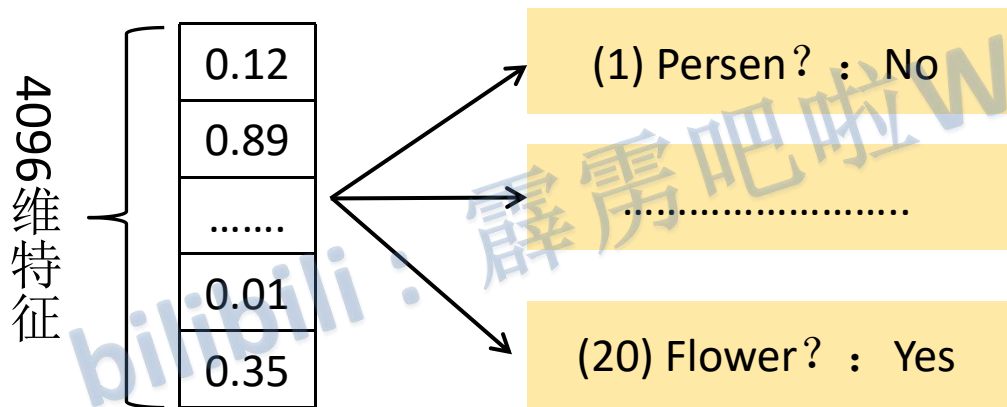 4096维特征
0.12
0.89
…….
0.01
0.35
(1) Persen？：No
……………………..
(20) Flower？：Yes
bilibili：霹雳吧啦W